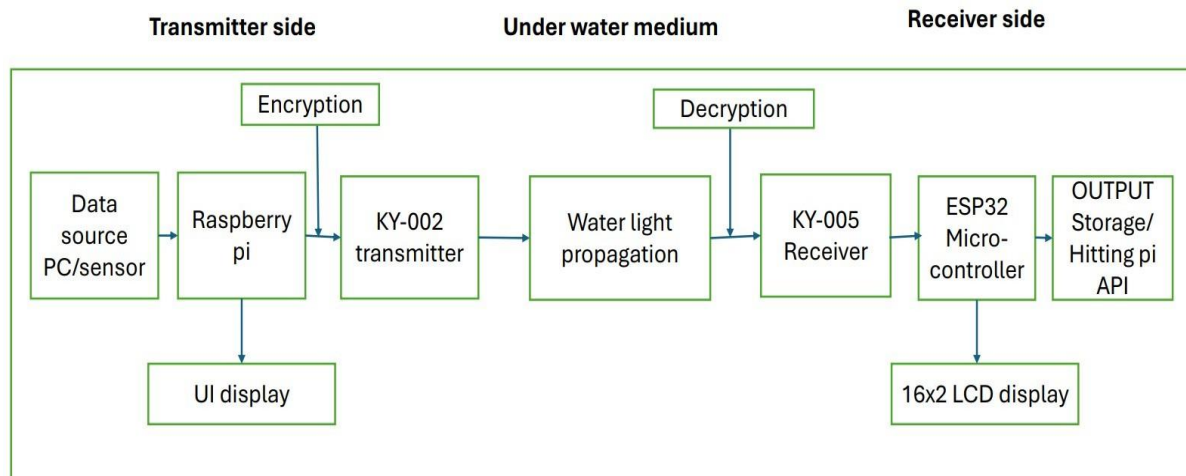 Transmitter side
Under water medium
Receiver side
Encryption
Decryption
Data
source
PC/sensor
Raspberry
pi
KY-002
transmitter
Water light
propagation
KY-005
Receiver
ESP32
Micro-
controller
OUTPUT
Storage/
Hitting pi
API
UI display
16x2 LCD display